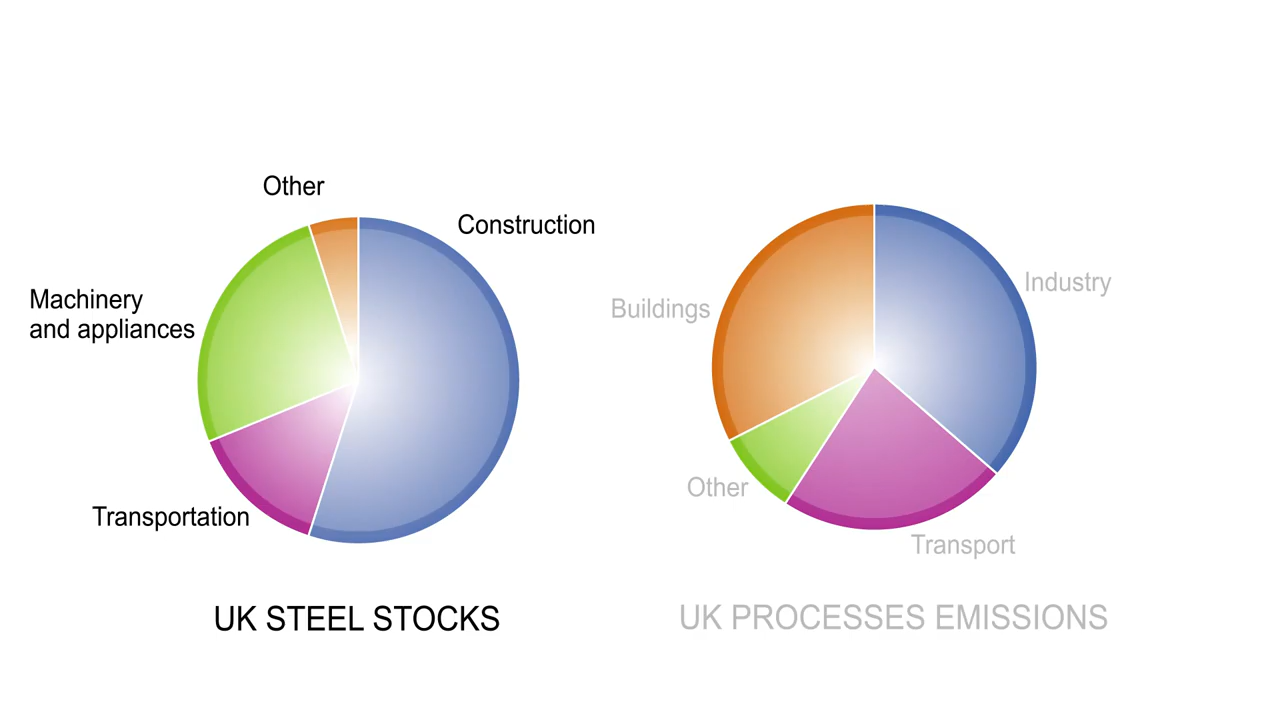 Other
Construction
Machinery
and appliances
Transportation
UK STEEL STOCKS
Industry
Buildings
Other
Transport
UK PROCESSES EMISSIONS